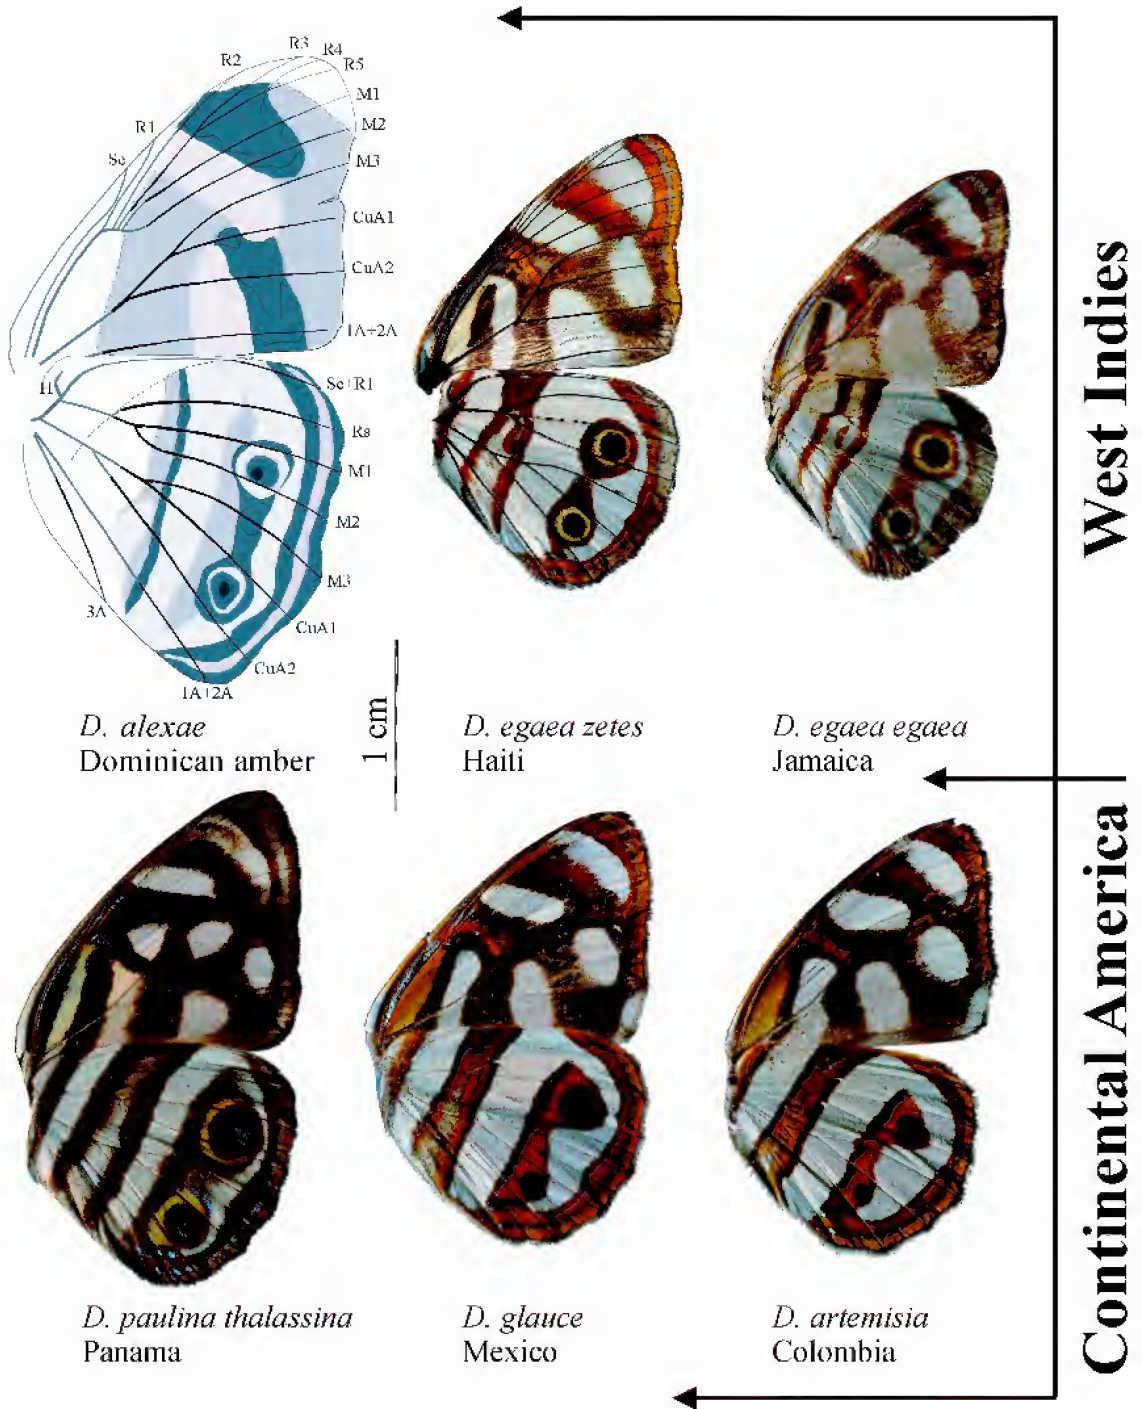 R3
R4
R2
R5
M1
R1
M2
Sc
M3
CuA1
CuA2
1A+2A
H
Sc+R1
Rs
M1
M2
M3
3A
CuA1
CuA2
1A+2A
1 cm
D. alexae
Dominican amber
D. egaea zetes
Haiti
D. egaea egaea
Jamaica
West Indies
D. paulina thalassina
Panama
D. glauce
Mexico
D. artemisia
Colombia
Continental America